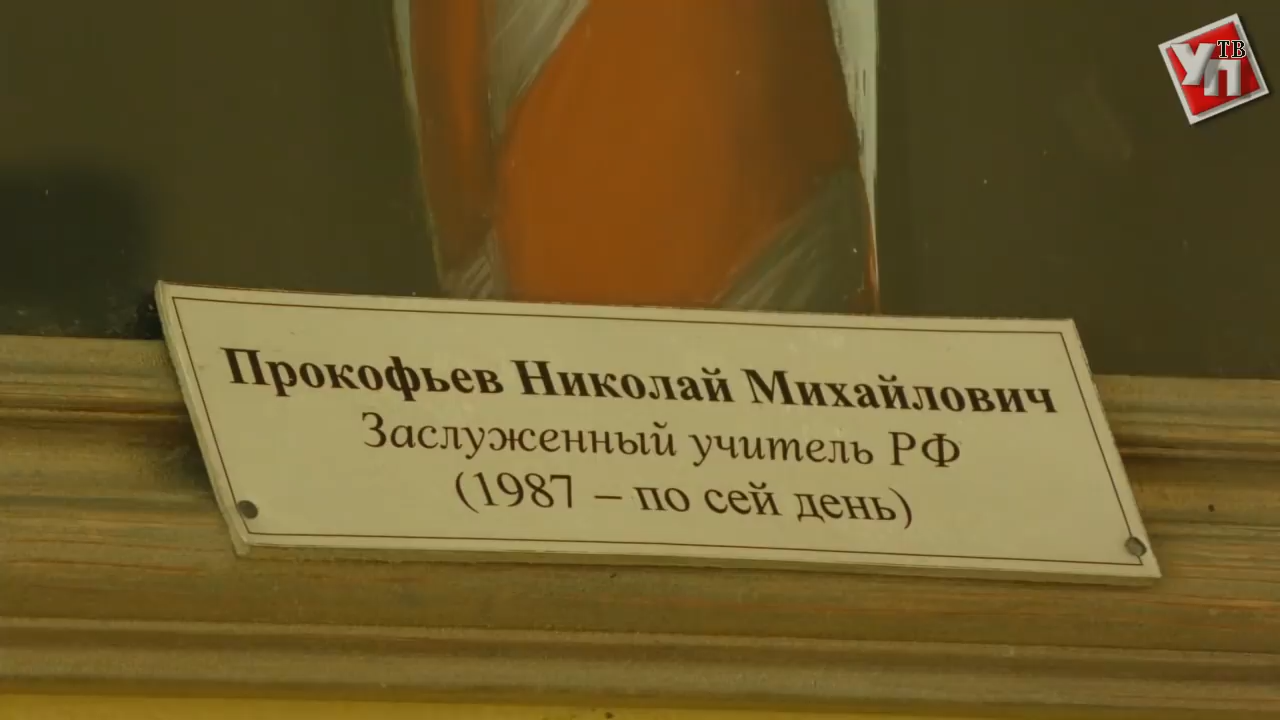 УП ТВ
Прокофьев Николай Михайлович
Заслуженный учитель РФ
(1987 – по сей день)